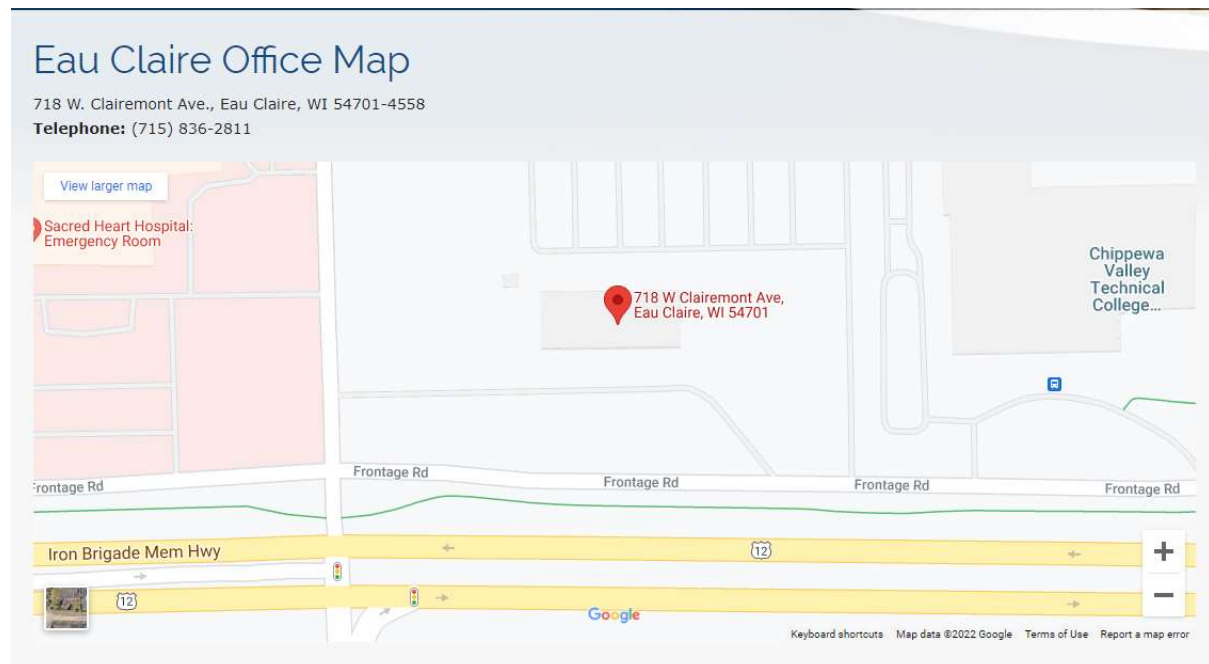 Eau Claire Office Map
718 W. Clairemont Ave., Eau Claire, WI 54701-4558
Telephone: (715) 836-2811
View larger map
Sacred Heart Hospital:
Emergency Room
Chippewa
Valley
Technical
College...
718 W Clairemont Ave,
Eau Claire, WI 54701
Frontage Rd
Frontage Rd
Frontage Rd
Frontage Rd
Frontage Rd
Iron Brigade Mem Hwy
12
+
12
−
Google
Keyboard shortcuts Map data ©2022 Google Terms of Use Report a map error